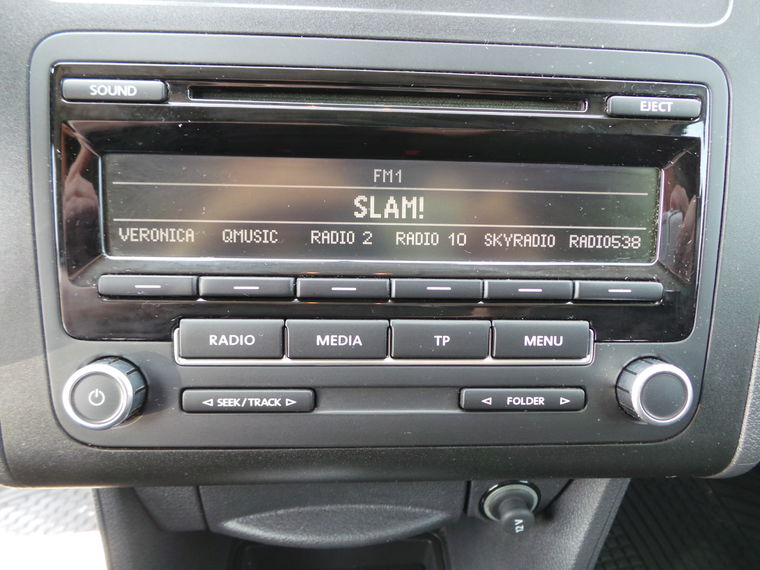 SOUND EJECT
FM1
SLAM!
VERONICA QMUSIC RADIO 2 RADIO 10 SKYRADIO RADIO538
RADIO MEDIA TP MENU
◁ SEEK / TRACK ▷ ◁ FOLDER ▷
12V